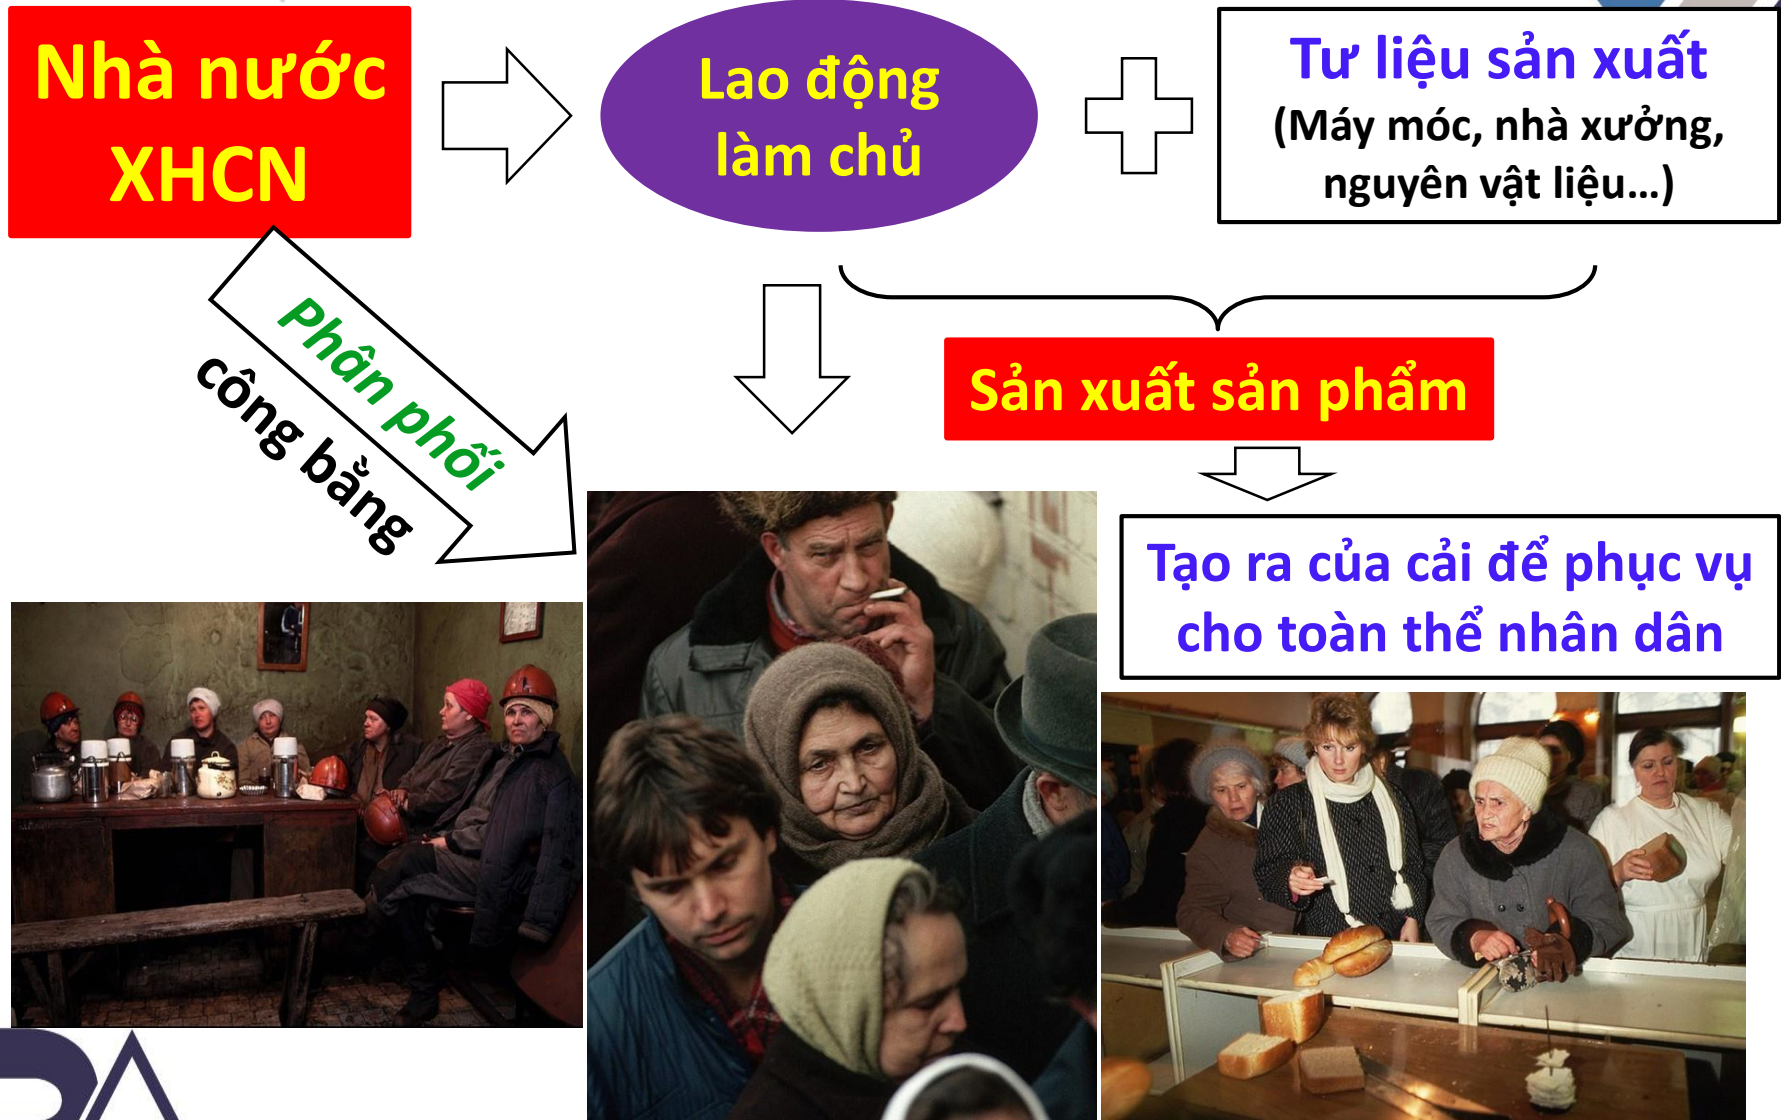 Nhà nước
XHCN
Lao động
làm chủ
Tư liệu sản xuất
(Máy móc, nhà xưởng,
nguyên vật liệu...)
Phân phối
công bằng
Sản xuất sản phẩm
Tạo ra của cải để phục vụ
cho toàn thể nhân dân